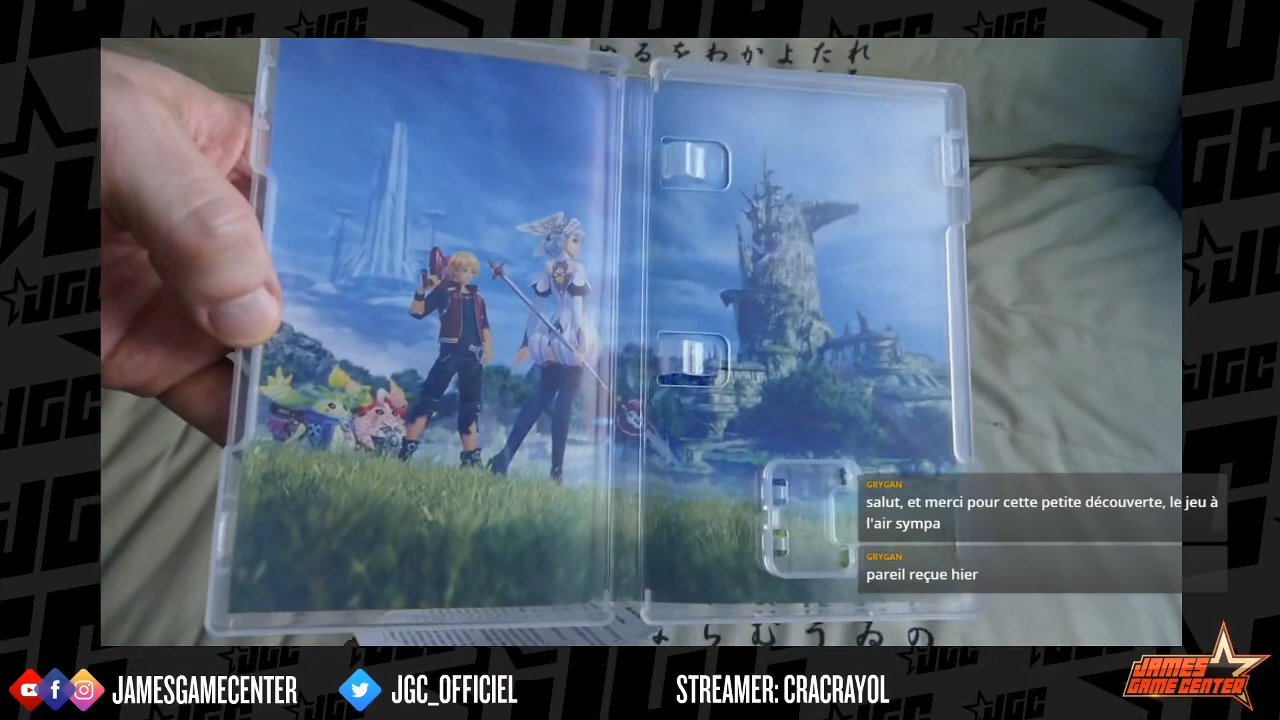 るをわかよたれ
GRYGAN
salut, et merci pour cette petite découverte, le jeu à
l'air sympa
GRYGAN
pareil reçue hier
らむうゐの
JAMESGAMECENTER
JGC_OFFICIEL
STREAMER: CRACRAYOL
JAMES
GAME CENTER